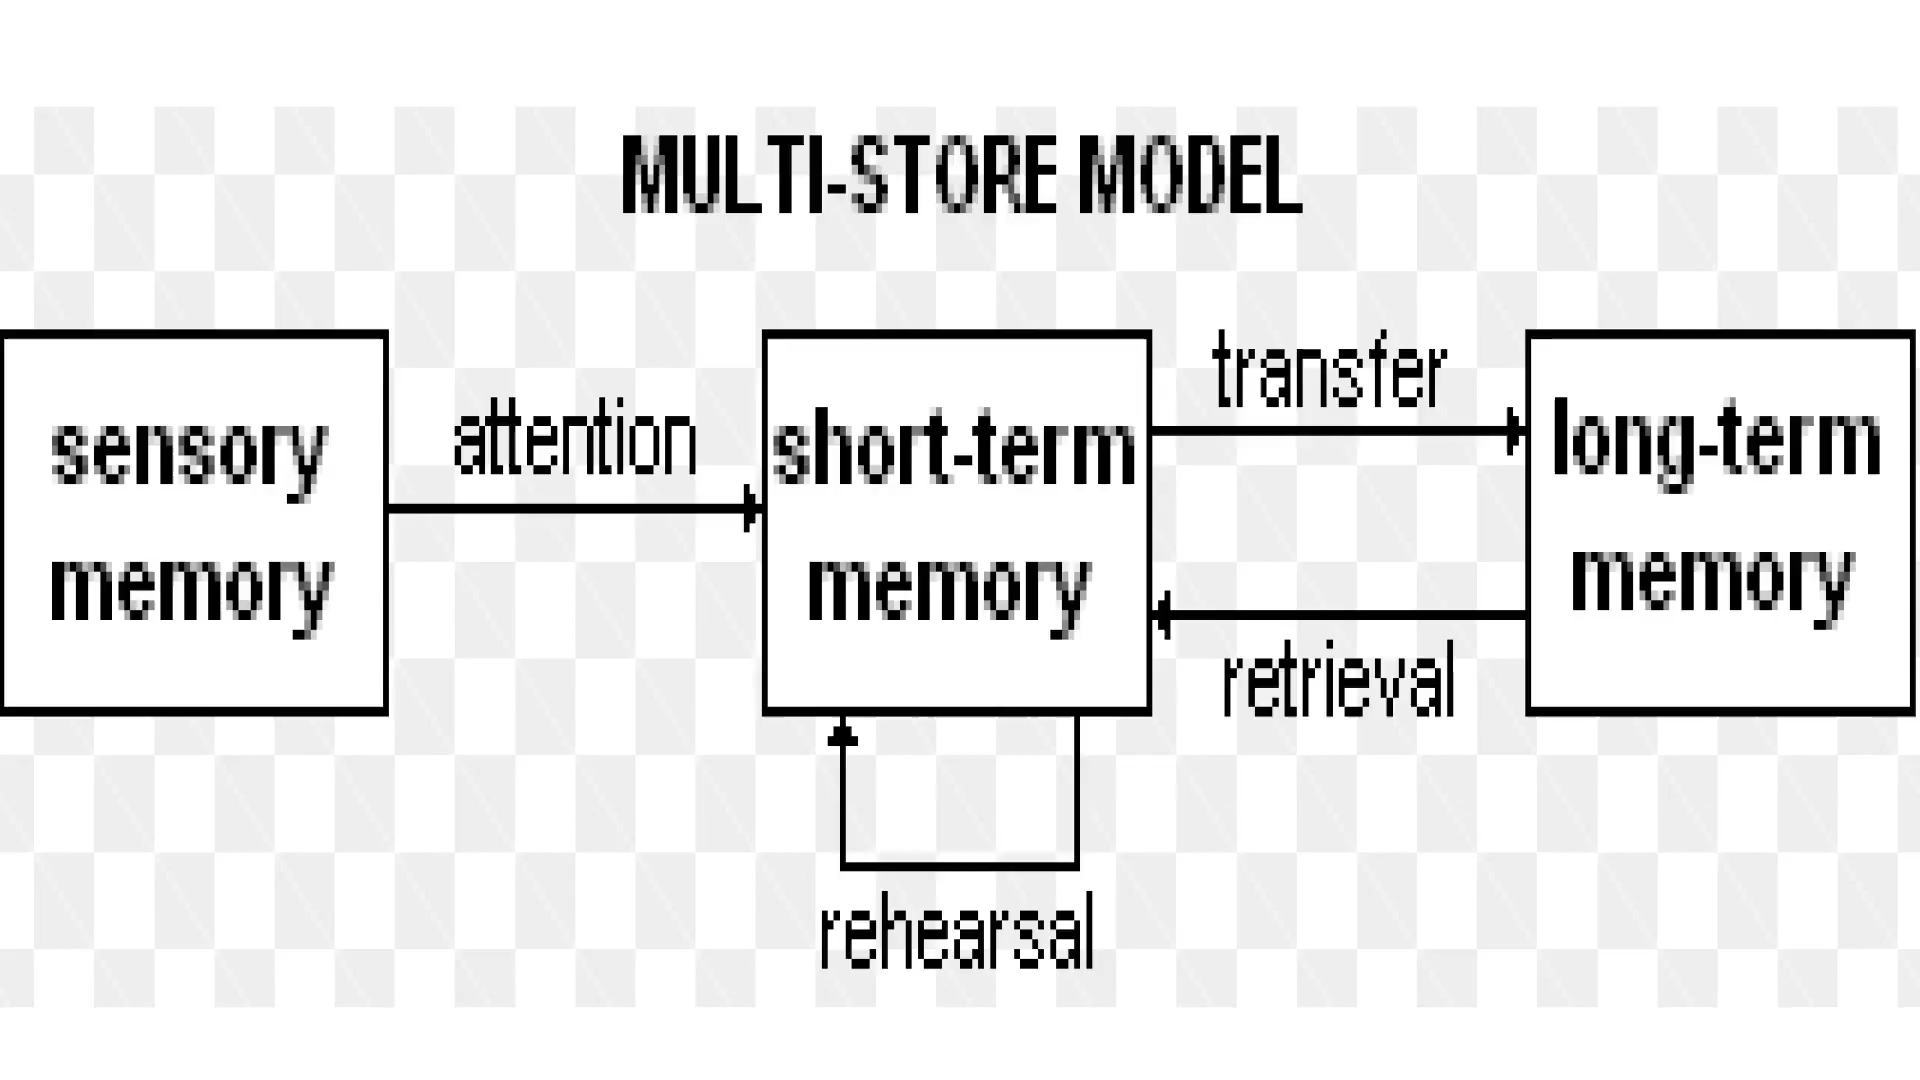 MULTI-STORE MODEL
sensory
memory
attention
short-term
memory
transfer
retrieval
long-term
memory
rehearsal